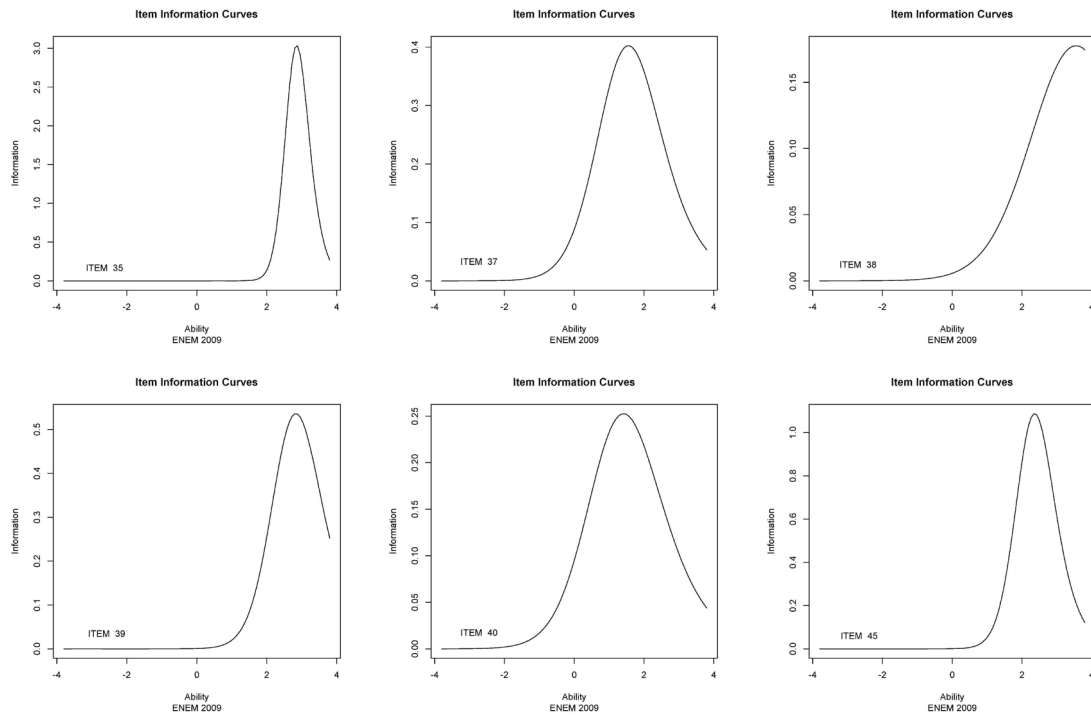 Item Information Curves
Information
3.0
2.5
2.0
1.5
1.0
0.5
0.0
ITEM 35
-4 -2 0 2 4
Ability
ENEM 2009
Item Information Curves
Information
0.4
0.3
0.2
0.1
0.0
ITEM 37
-4 -2 0 2 4
Ability
ENEM 2009
Item Information Curves
Information
0.15
0.10
0.05
0.00
ITEM 38
-4 -2 0 2 4
Ability
ENEM 2009
Item Information Curves
Information
0.5
0.4
0.3
0.2
0.1
0.0
ITEM 39
-4 -2 0 2 4
Ability
ENEM 2009
Item Information Curves
Information
0.25
0.20
0.15
0.10
0.05
0.00
ITEM 40
-4 -2 0 2 4
Ability
ENEM 2009
Item Information Curves
Information
1.0
0.8
0.6
0.4
0.2
0.0
ITEM 45
-4 -2 0 2 4
Ability
ENEM 2009